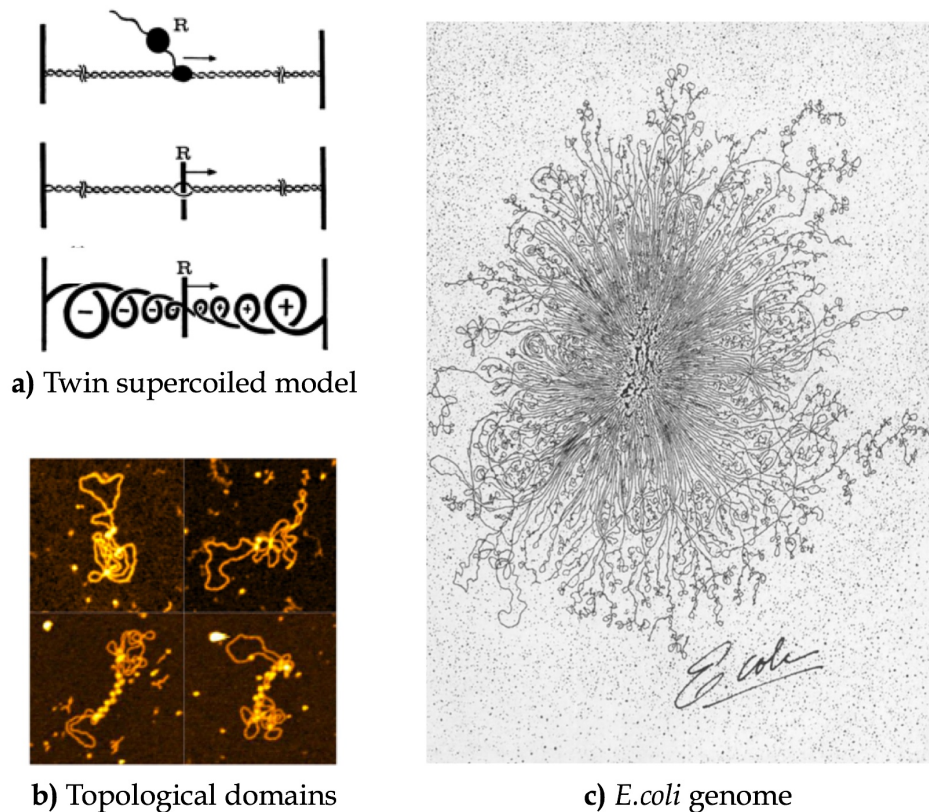 R
R
R
− − − − + + + +
a) Twin supercoiled model
b) Topological domains
E. coli
c) E.coli genome